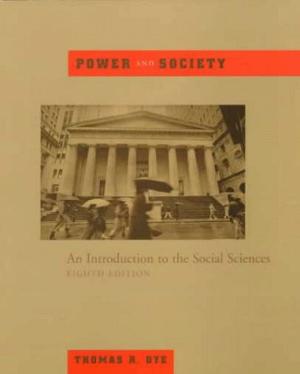 POWER AND SOCIETY
An Introduction to the Social Sciences
EIGHTH EDITION
THOMAS R. DYE